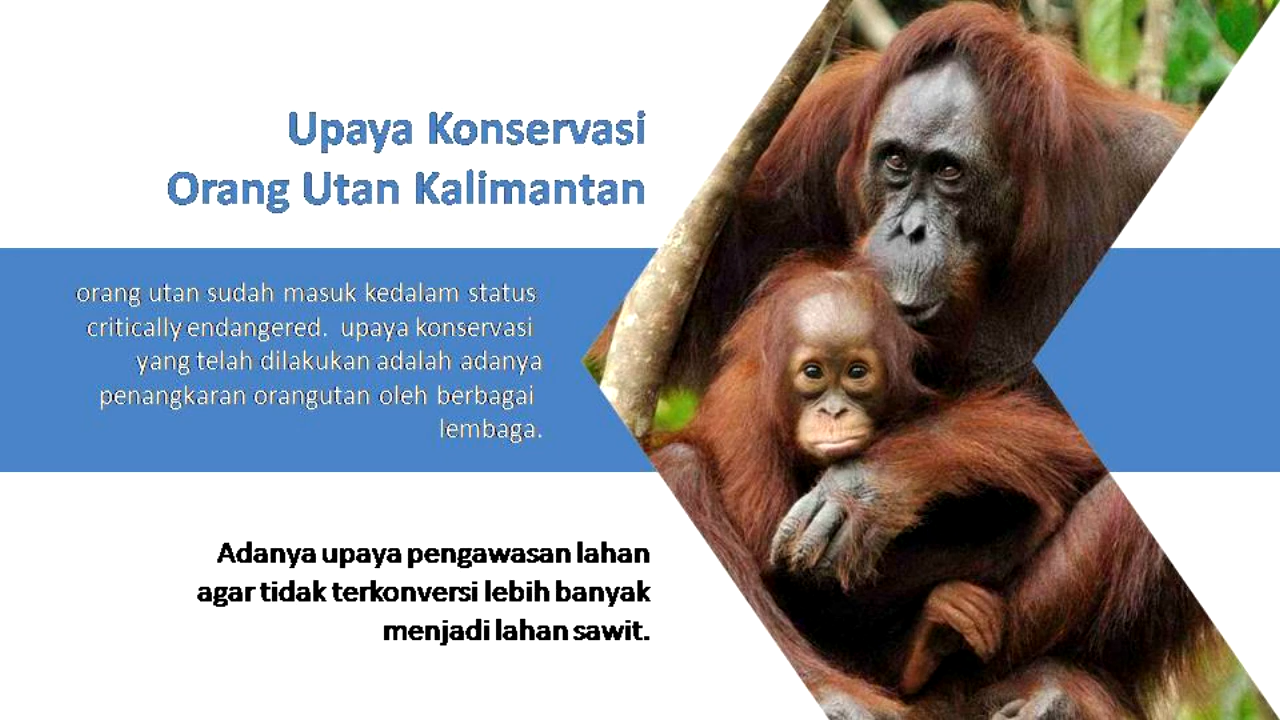 Upaya Konservasi
Orang Utan Kalimantan
orang utan sudah masuk kedalam status
critically endangered. upaya konservasi
yang telah dilakukan adalah adanya
penangkaran orangutan oleh berbagai
lembaga.
Adanya upaya pengawasan lahan
agar tidak terkonversi lebih banyak
menjadi lahan sawit.